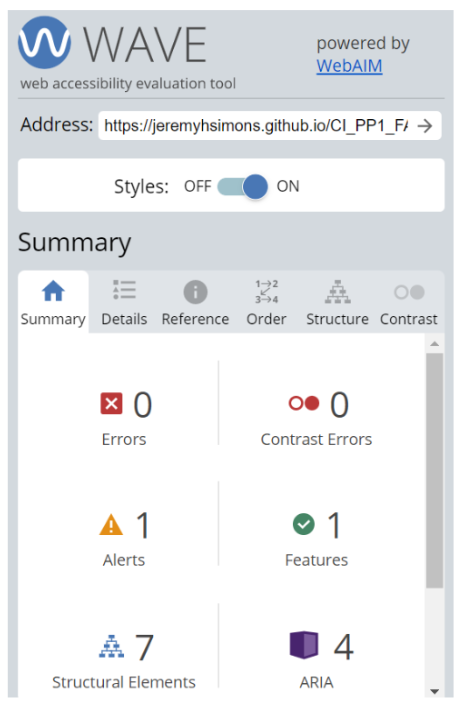 WAVE
powered by
WebAIM
web accessibility evaluation tool
Address: https://jeremyhsimons.github.io/CI_PP1_F
Styles: OFF ON
Summary
1→2
3→4
Summary Details Reference Order Structure Contrast
0 0
Errors Contrast Errors
1 1
Alerts Features
7 4
Structural Elements ARIA